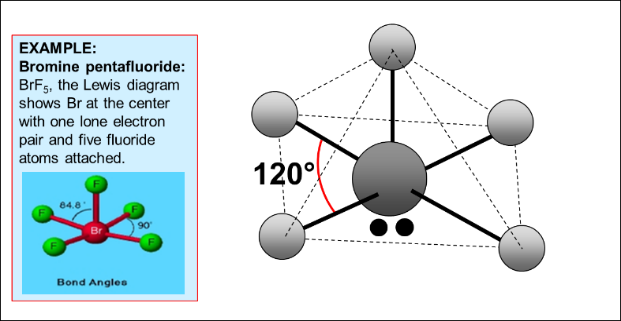 EXAMPLE:
Bromine pentafluoride:
BrF₅, the Lewis diagram
shows Br at the center
with one lone electron
pair and five fluoride
atoms attached.
F
84.8°
F
F
Br
90°
F
F
Bond Angles
120°